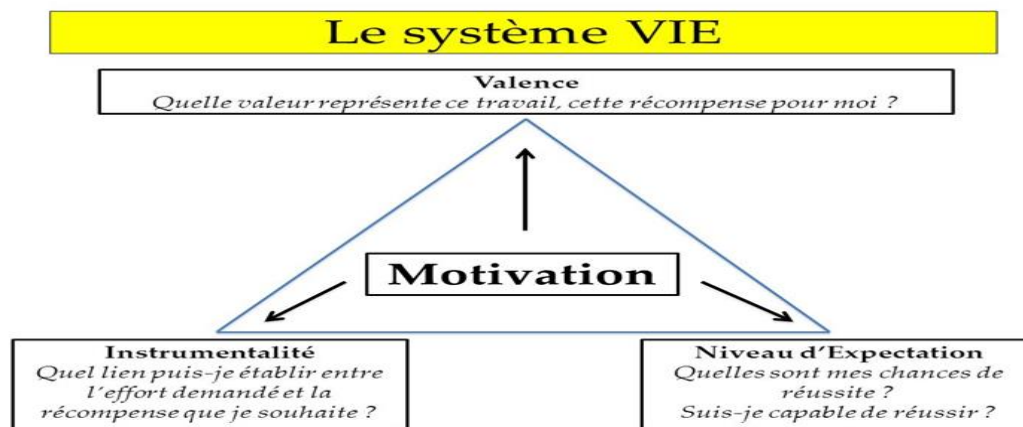 Le système VIE
Valence
Quelle valeur représente ce travail, cette récompense pour moi ?
Motivation
Instrumentalité
Quel lien puis-je établir entre
l'effort demandé et la
récompense que je souhaite ?
Niveau d'Expectation
Quelles sont mes chances de
réussite ?
Suis-je capable de réussir ?